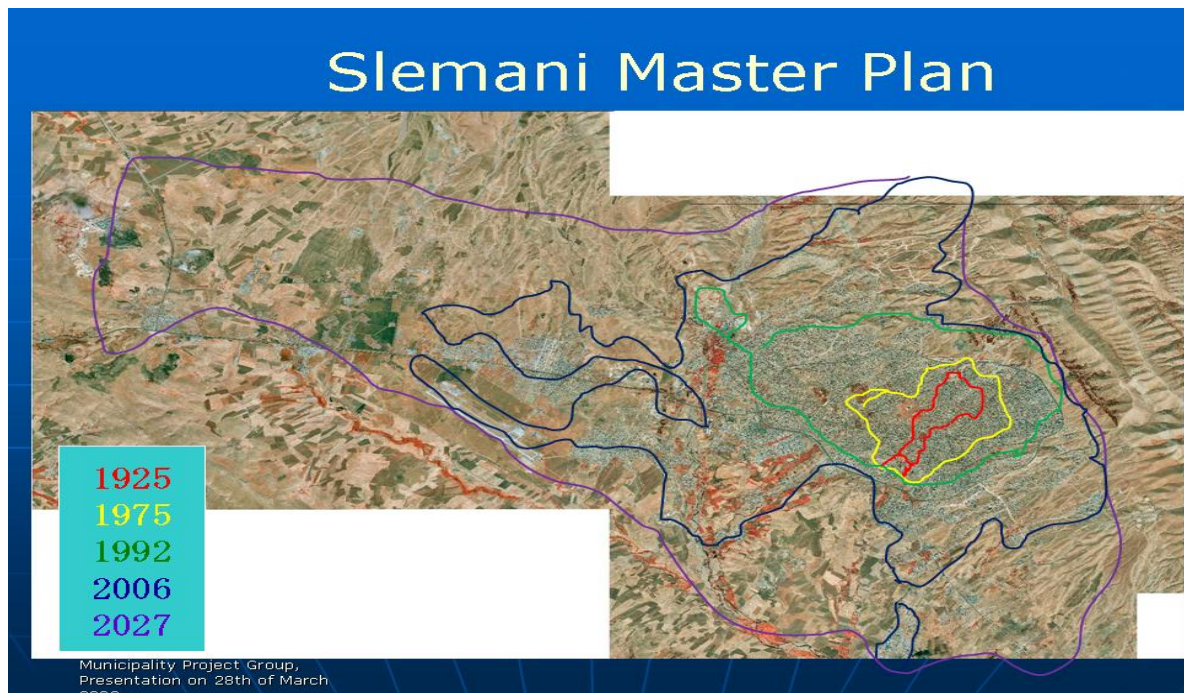 Slemani Master Plan
1925
1975
1992
2006
2027
Municipality Project Group,
Presentation on 28th of March